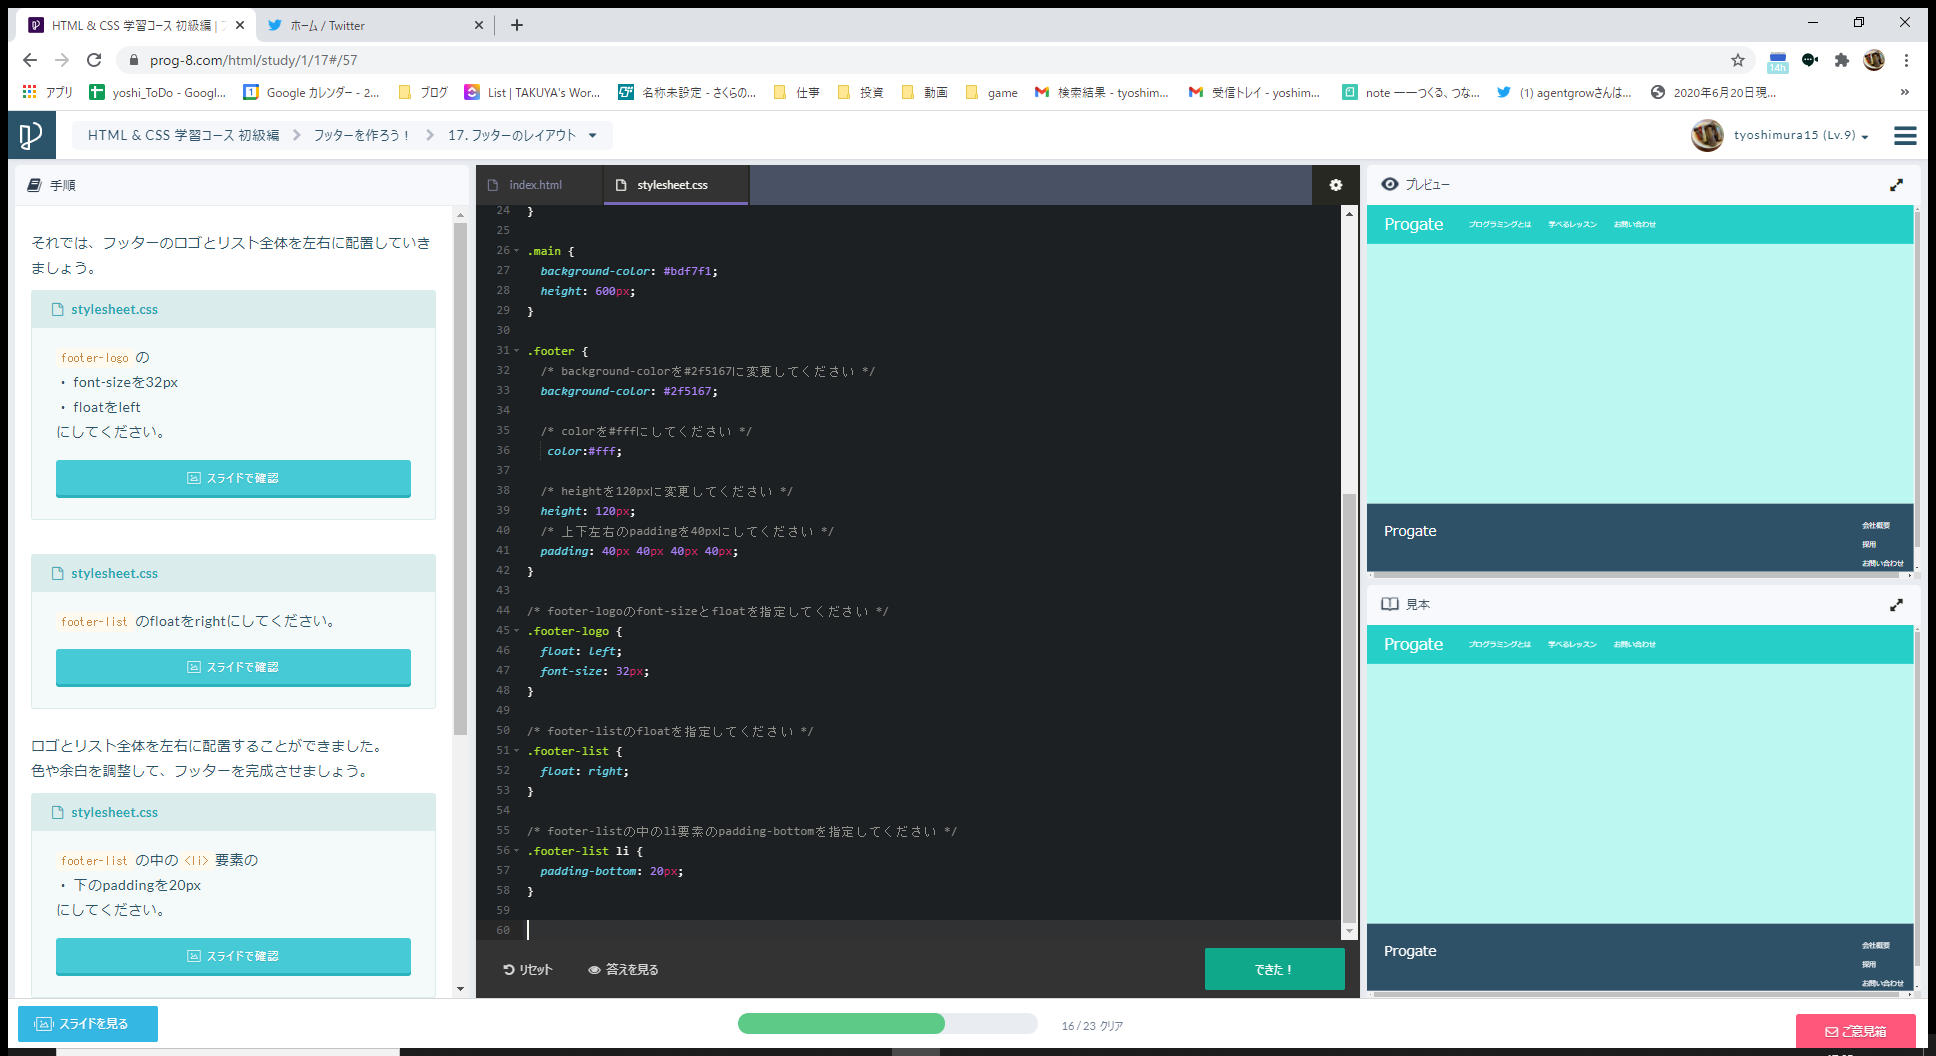 HTML & CSS 学習コース 初級編 |
ホーム / Twitter
prog-8.com/html/study/1/17#/57
14h
アプリ
yoshi_ToDo - Googl...
Google カレンダー - 2...
ブログ
List | TAKUYA's Wor...
名称未設定 - さくらの...
仕事
投資
動画
game
検索結果 - tyoshim...
受信トレイ - yoshim...
note ーーつくる、つな...
(1) agentgrowさんは...
2020年6月20日現...
»
HTML & CSS 学習コース 初級編
フッターを作ろう！
17. フッターのレイアウト
tyoshimura15 (Lv.9)
手順
それでは、フッターのロゴとリスト全体を左右に配置していき
ましょう。
stylesheet.css
footer-logo の
・ font-sizeを32px
・ floatをleft
にしてください。
スライドで確認
stylesheet.css
footer-list のfloatをrightにしてください。
スライドで確認
ロゴとリスト全体を左右に配置することができました。
色や余白を調整して、フッターを完成させましょう。
stylesheet.css
footer-list の中の <li> 要素の
・ 下のpaddingを20px
にしてください。
スライドで確認
index.html
stylesheet.css
24 }
25
26 .main {
27 background-color: #bdf7f1;
28 height: 600px;
29 }
30
31 .footer {
32 /* background-colorを#2f5167に変更してください */
33 background-color: #2f5167;
34
35 /* colorを#fffにしてください */
36 color:#fff;
37
38 /* heightを120pxに変更してください */
39 height: 120px;
40 /* 上下左右のpaddingを40pxにしてください */
41 padding: 40px 40px 40px 40px;
42 }
43
44 /* footer-logoのfont-sizeとfloatを指定してください */
45 .footer-logo {
46 float: left;
47 font-size: 32px;
48 }
49
50 /* footer-listのfloatを指定してください */
51 .footer-list {
52 float: right;
53 }
54
55 /* footer-listの中のli要素のpadding-bottomを指定してください */
56 .footer-list li {
57 padding-bottom: 20px;
58 }
59
60
リセット
答えを見る
できた！
プレビュー
Progate
プログラミングとは
学べるレッスン
お問い合わせ
Progate
会社概要
採用
お問い合わせ
見本
Progate
プログラミングとは
学べるレッスン
お問い合わせ
Progate
会社概要
採用
お問い合わせ
スライドを見る
16 / 23 クリア
ご意見箱